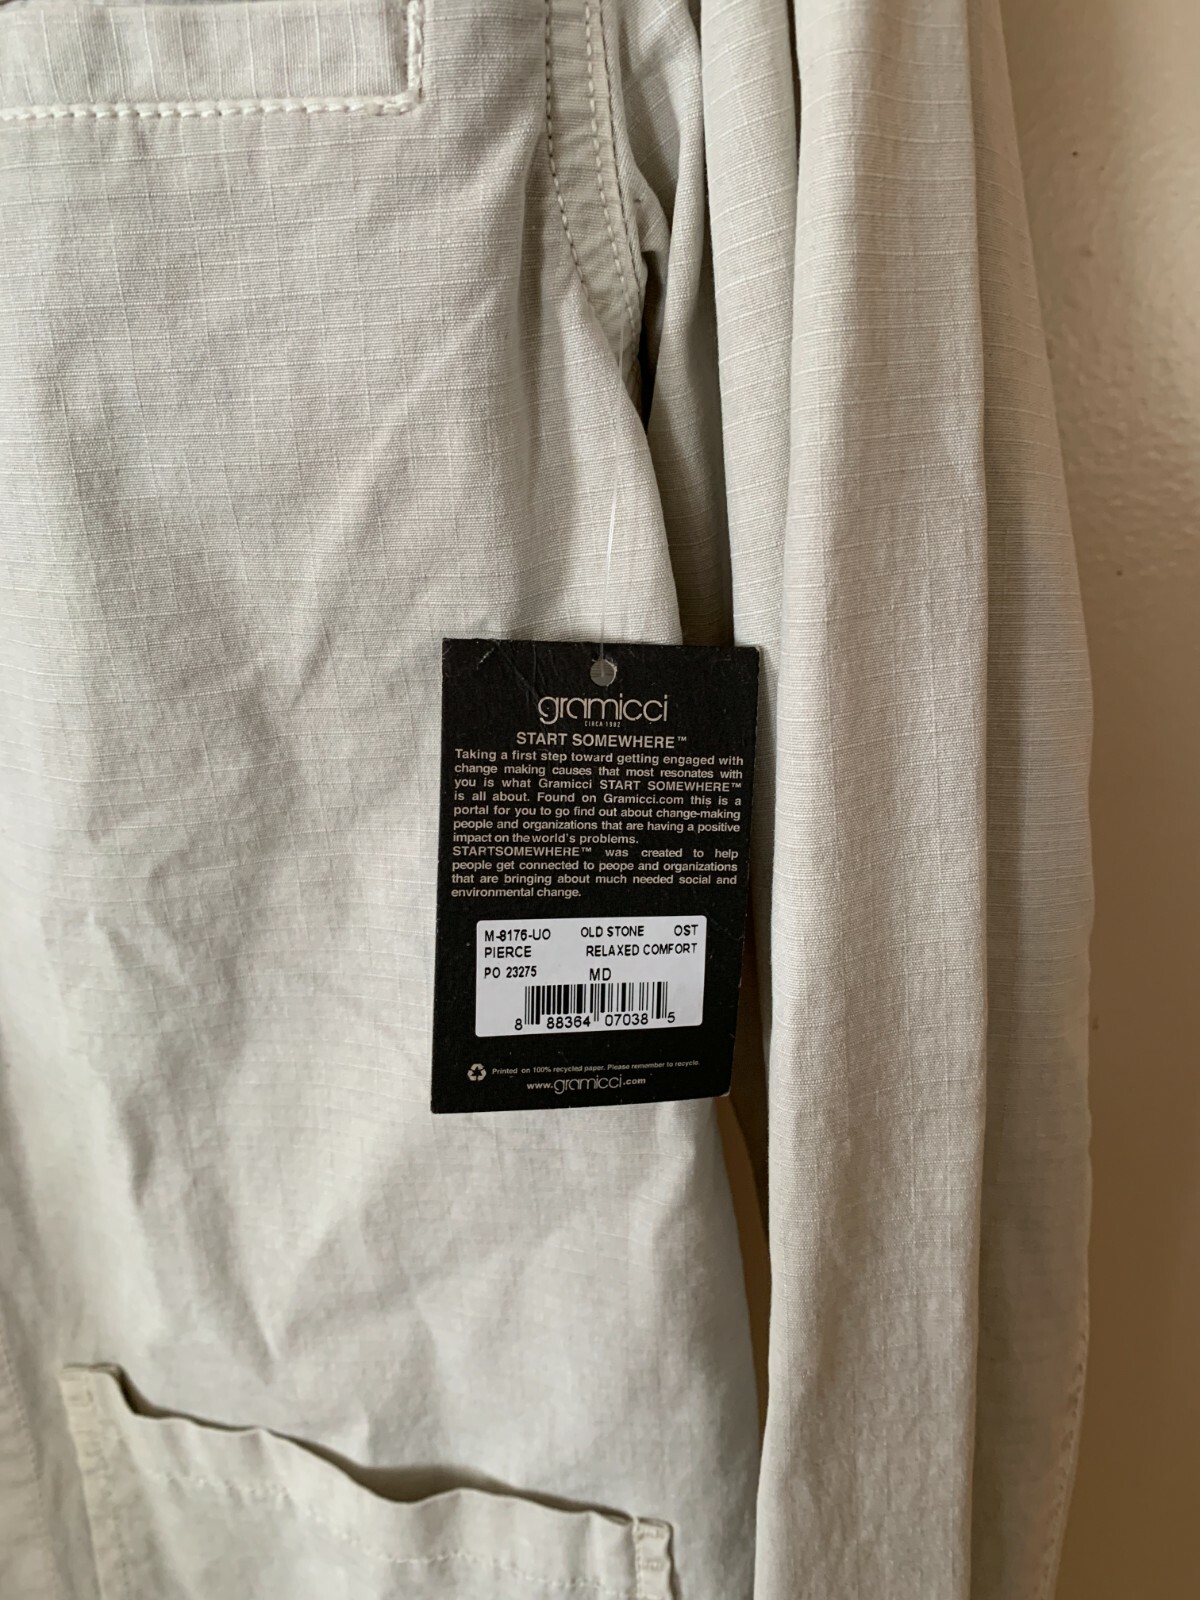 gramicci
CIRCA 1982
START SOMEWHERE™
Taking a first step toward getting engaged with
change making causes that most resonates with
you is what Gramicci START SOMEWHERE™
is all about. Found on Gramicci.com this is a
portal for you to go find out about change-making
people and organizations that are having a positive
impact on the world's problems.
STARTSOMEWHERE™ was created to help
people get connected to peope and organizations
that are bringing about much needed social and
environmental change.
M-8176-UO OLD STONE OST
PIERCE RELAXED COMFORT
PO 23275 MD
8 88364 07038 5
Printed on 100% recycled paper. Please remember to recycle.
www.gramicci.com